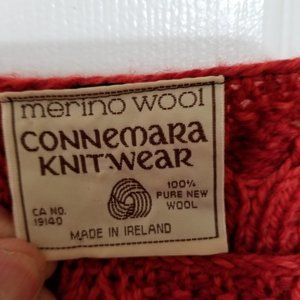 merino wool
CONNEMARA
KNITWEAR
100%
PURE NEW
WOOL
CA NO.
19140
MADE IN IRELAND